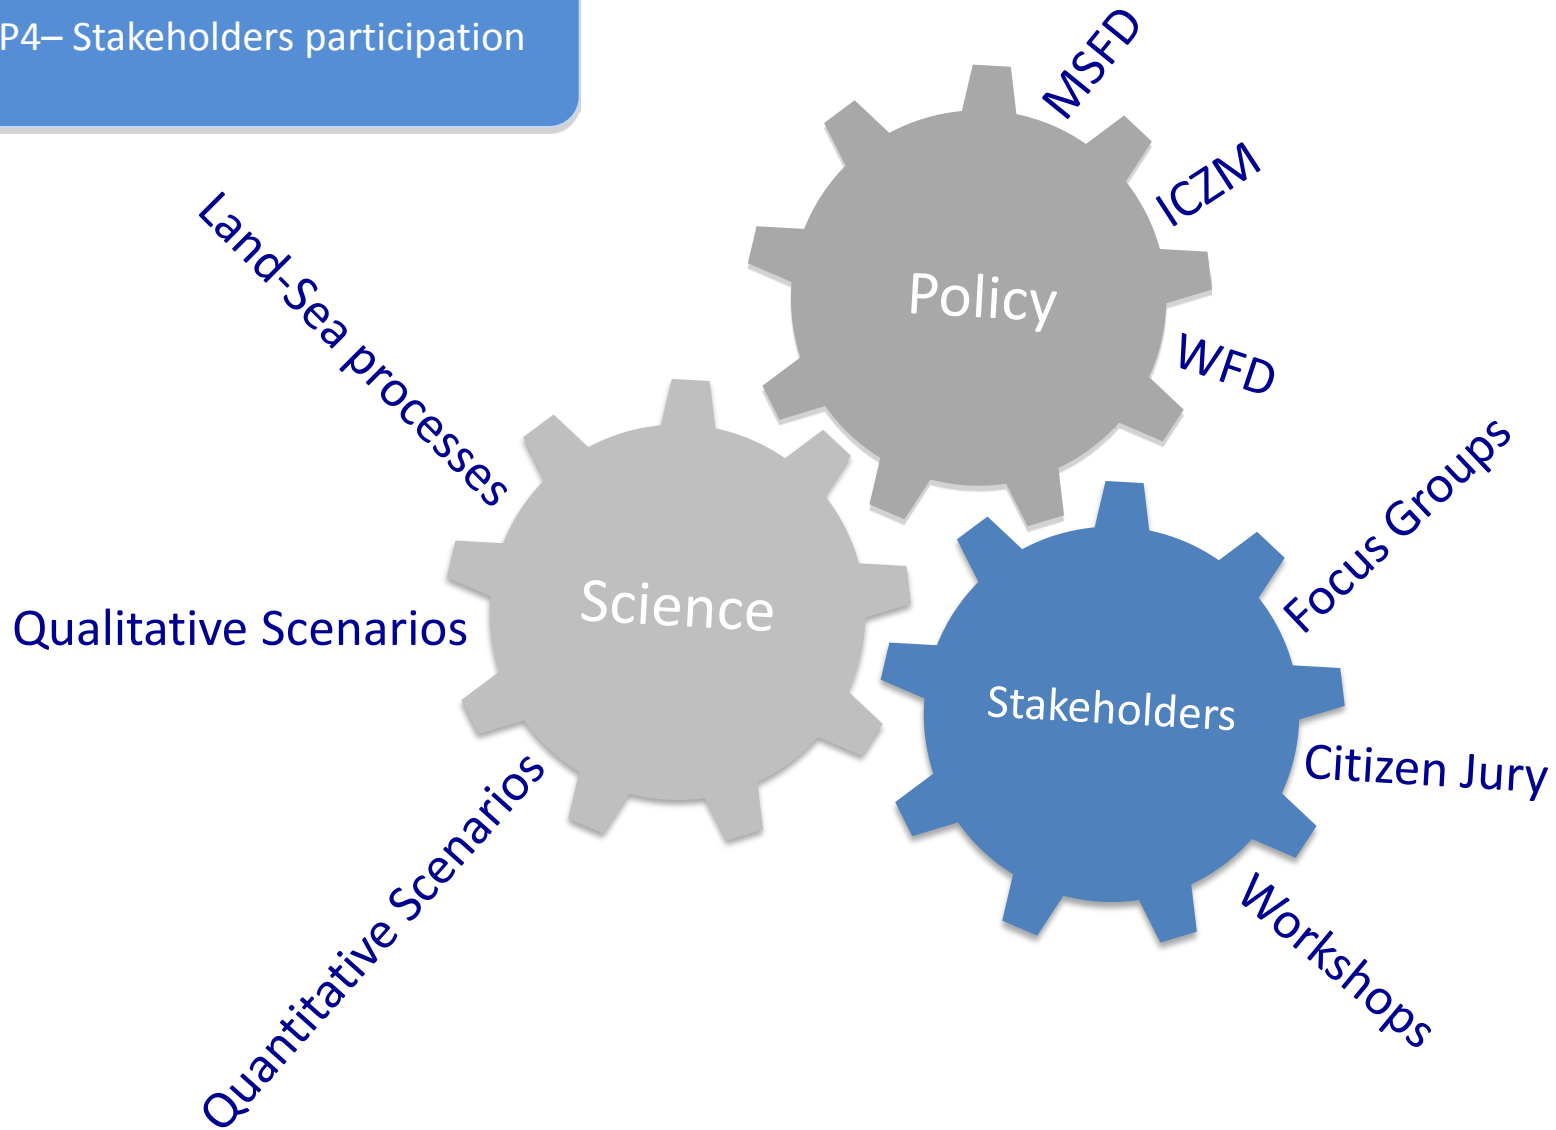 P4– Stakeholders participation
MSFD
ICZM
Policy
WFD
Land-Sea processes
Science
Qualitative Scenarios
Quantitative Scenarios
Focus Groups
Stakeholders
Citizen Jury
Workshops